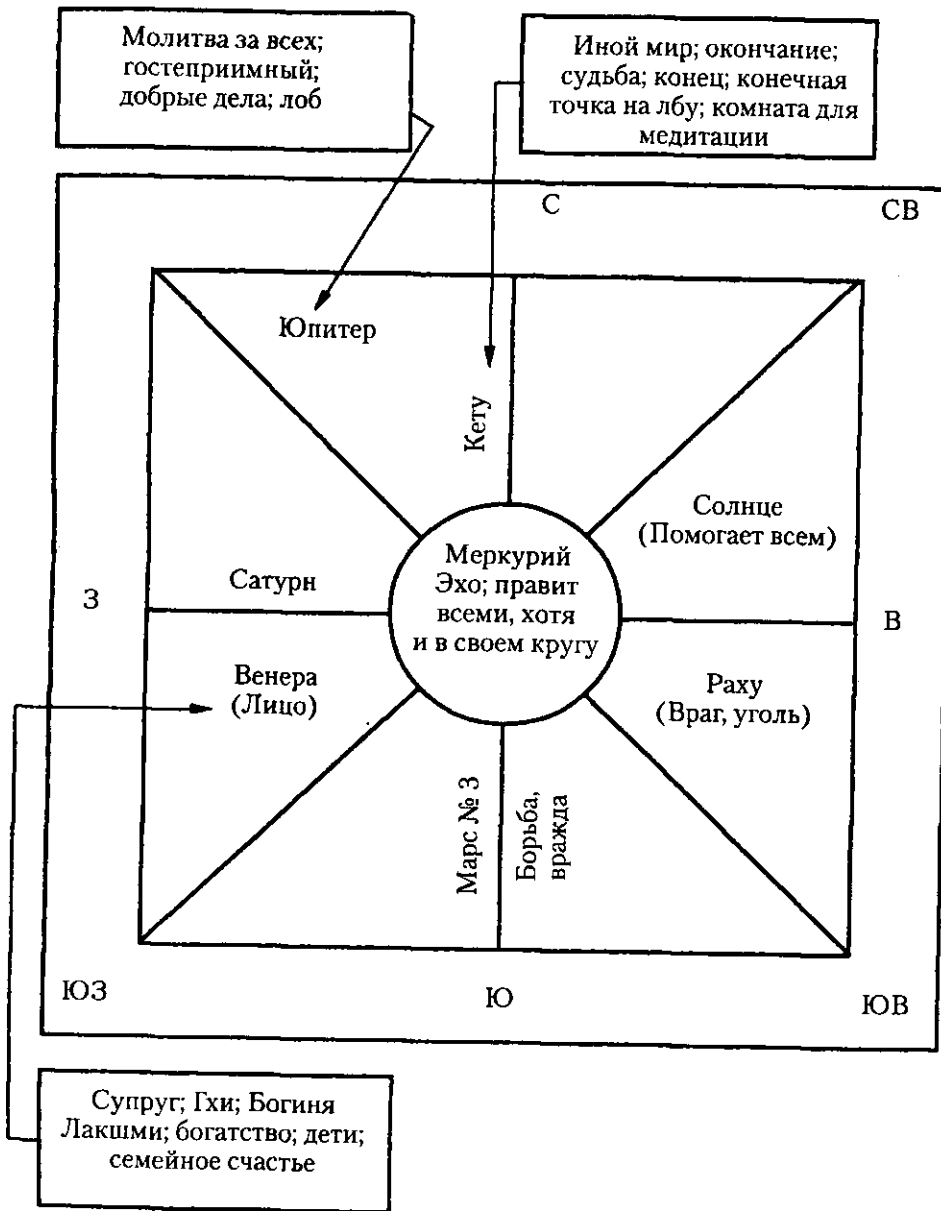 Молитва за всех;
гостеприимный;
добрые дела; лоб
Иной мир; окончание;
судьба; конец; конечная
точка на лбу; комната для
медитации
С
СВ
Юпитер
Кету
Солнце
(Помогает всем)
Меркурий
Эхо; правит
всеми, хотя
и в своем кругу
Сатурн
З
В
Венера
(Лицо)
Раху
(Враг, уголь)
Марс № 3
Борьба,
вражда
ЮЗ
Ю
ЮВ
Супруг; Гхи; Богиня
Лакшми; богатство; дети;
семейное счастье